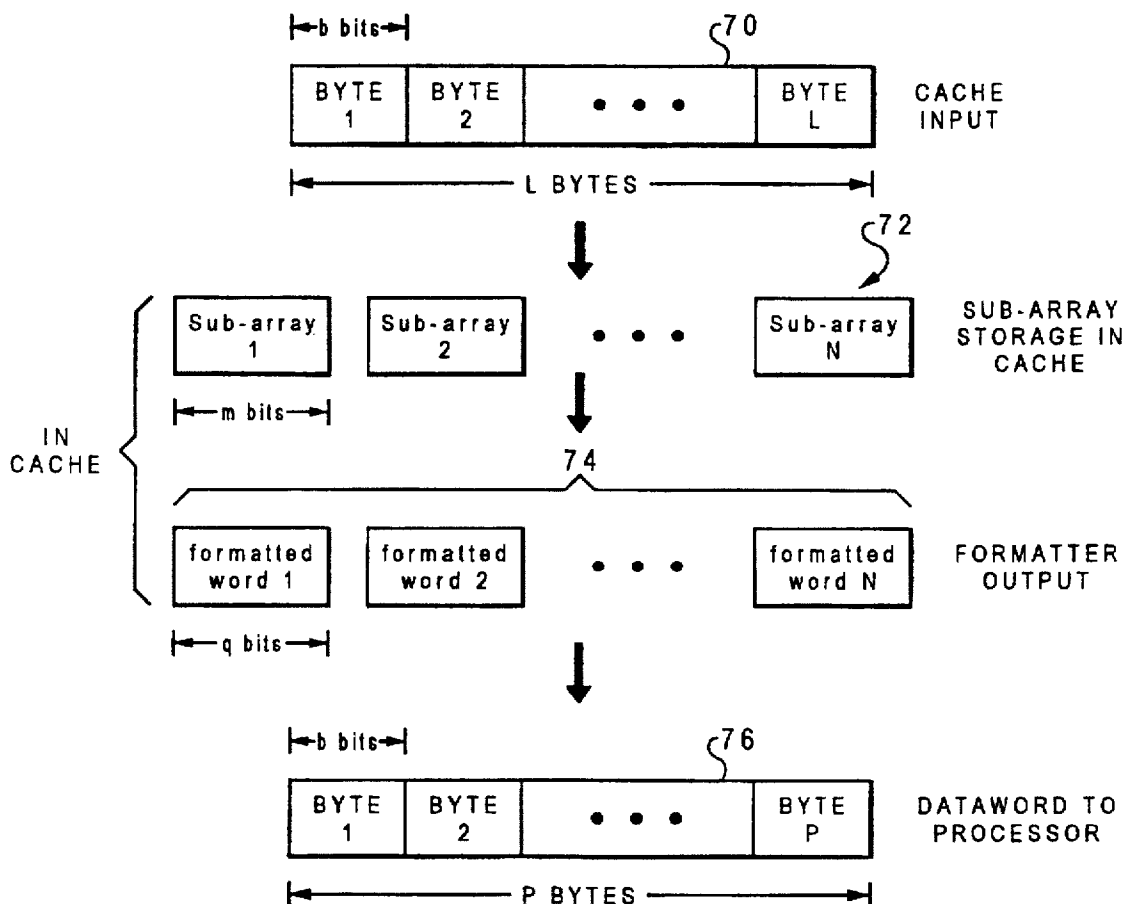 b bits
70
BYTE 1
BYTE 2
• • •
BYTE L
CACHE INPUT
L BYTES
72
IN CACHE
Sub-array 1
Sub-array 2
• • •
Sub-array N
SUB-ARRAY STORAGE IN CACHE
m bits
74
formatted word 1
formatted word 2
• • •
formatted word N
FORMATTER OUTPUT
q bits
b bits
76
BYTE 1
BYTE 2
• • •
BYTE P
DATAWORD TO PROCESSOR
P BYTES